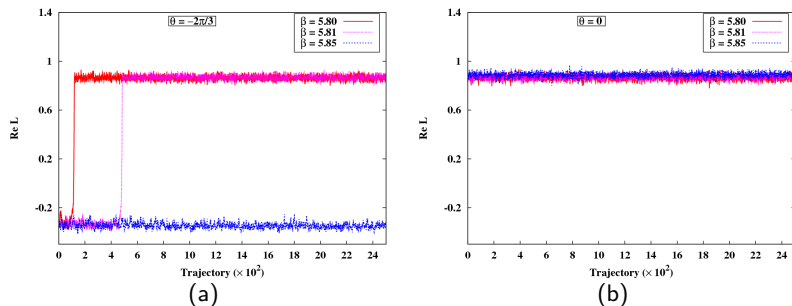 θ = −2π/3
β = 5.80
β = 5.81
β = 5.85
1.4
1
0.6
0.2
-0.2
Re L
0 2 4 6 8 10 12 14 16 18 20 22 24
Trajectory (× 10²)
(a)
θ = 0
β = 5.80
β = 5.81
β = 5.85
1.4
1
0.6
0.2
-0.2
Re L
0 2 4 6 8 10 12 14 16 18 20 22 24
Trajectory (× 10²)
(b)